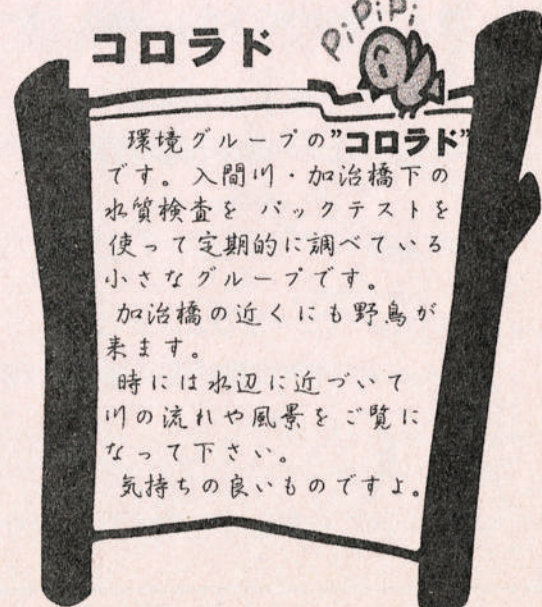 コロラド
PiPiPi
環境グループの"コロラド"
です。入間川・加治橋下の
水質検査を パックテストを
使って定期的に調べている
小さなグループです。
加治橋の近くにも野鳥が
来ます。
時には水辺に近づいて
川の流れや風景をご覧に
なって下さい。
気持ちの良いものですよ。